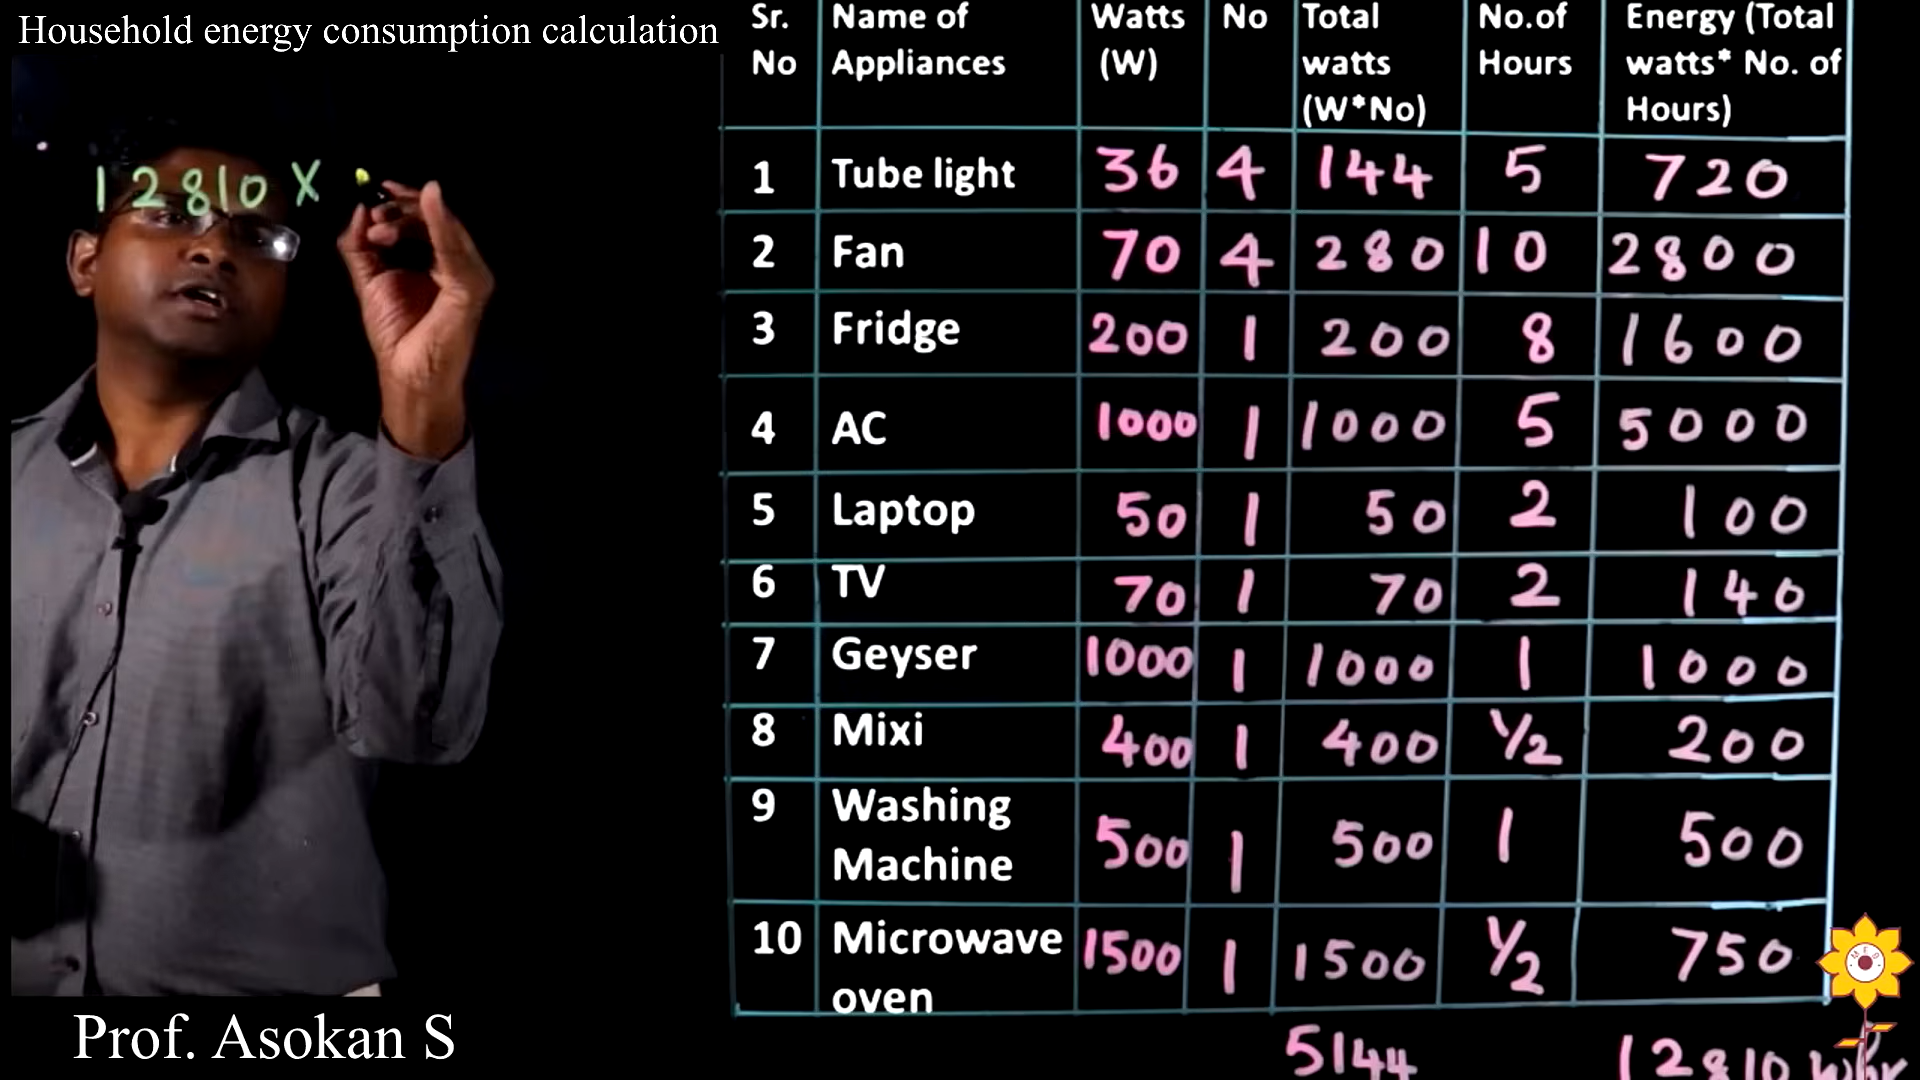 Household energy consumption calculation
12810 X
Sr. No | Name of Appliances | Watts (W) | No | Total watts (W*No) | No.of Hours | Energy (Total watts* No. of Hours)
1 | Tube light | 36 | 4 | 144 | 5 | 720
2 | Fan | 70 | 4 | 280 | 10 | 2800
3 | Fridge | 200 | 1 | 200 | 8 | 1600
4 | AC | 1000 | 1 | 1000 | 5 | 5000
5 | Laptop | 50 | 1 | 50 | 2 | 100
6 | TV | 70 | 1 | 70 | 2 | 140
7 | Geyser | 1000 | 1 | 1000 | 1 | 1000
8 | Mixi | 400 | 1 | 400 | 1/2 | 200
9 | Washing Machine | 500 | 1 | 500 | 1 | 500
10 | Microwave oven | 1500 | 1 | 1500 | 1/2 | 750
5144 | 12810 whr
Prof. Asokan S
MED